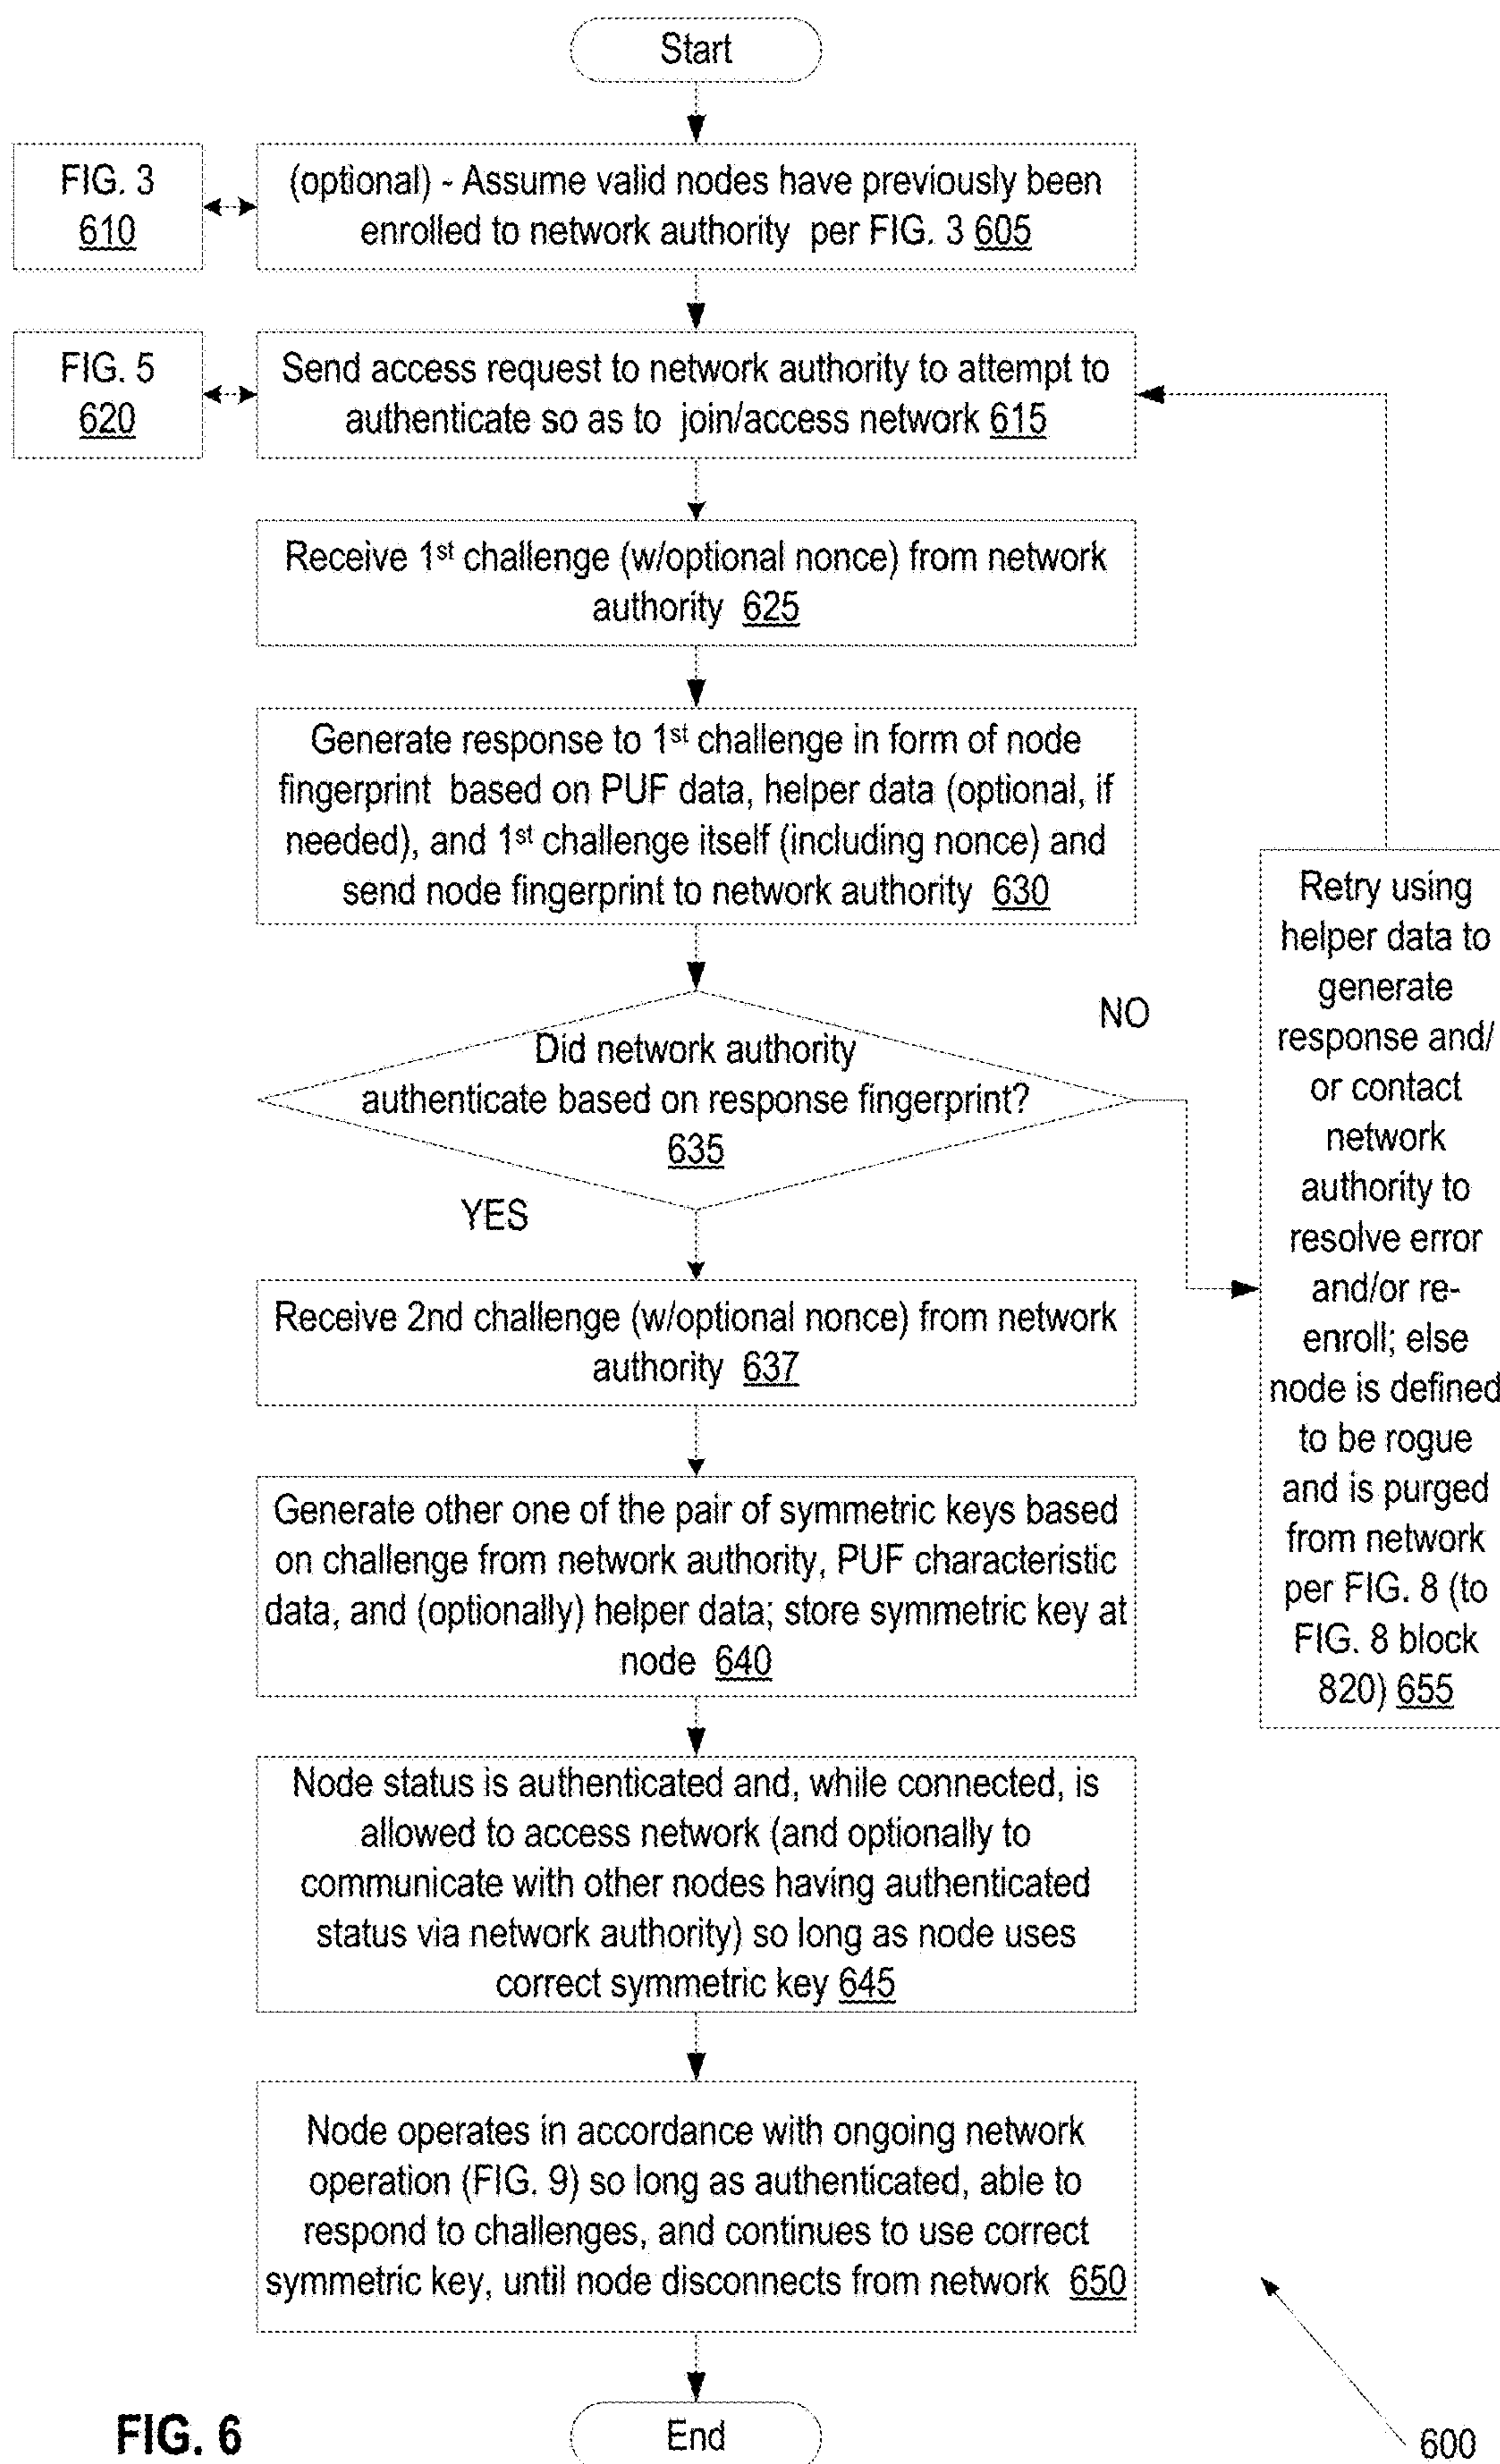 Start
FIG. 3
610
(optional) - Assume valid nodes have previously been
enrolled to network authority per FIG. 3 605
FIG. 5
620
Send access request to network authority to attempt to
authenticate so as to join/access network 615
Receive 1st challenge (w/optional nonce) from network
authority 625
Generate response to 1st challenge in form of node
fingerprint based on PUF data, helper data (optional, if
needed), and 1st challenge itself (including nonce) and
send node fingerprint to network authority 630
Did network authority
authenticate based on response fingerprint?
635
NO
YES
Retry using
helper data to
generate
response and/
or contact
network
authority to
resolve error
and/or re-
enroll; else
node is defined
to be rogue
and is purged
from network
per FIG. 8 (to
FIG. 8 block
820) 655
Receive 2nd challenge (w/optional nonce) from network
authority 637
Generate other one of the pair of symmetric keys based
on challenge from network authority, PUF characteristic
data, and (optionally) helper data; store symmetric key at
node 640
Node status is authenticated and, while connected, is
allowed to access network (and optionally to
communicate with other nodes having authenticated
status via network authority) so long as node uses
correct symmetric key 645
Node operates in accordance with ongoing network
operation (FIG. 9) so long as authenticated, able to
respond to challenges, and continues to use correct
symmetric key, until node disconnects from network 650
End
FIG. 6
600